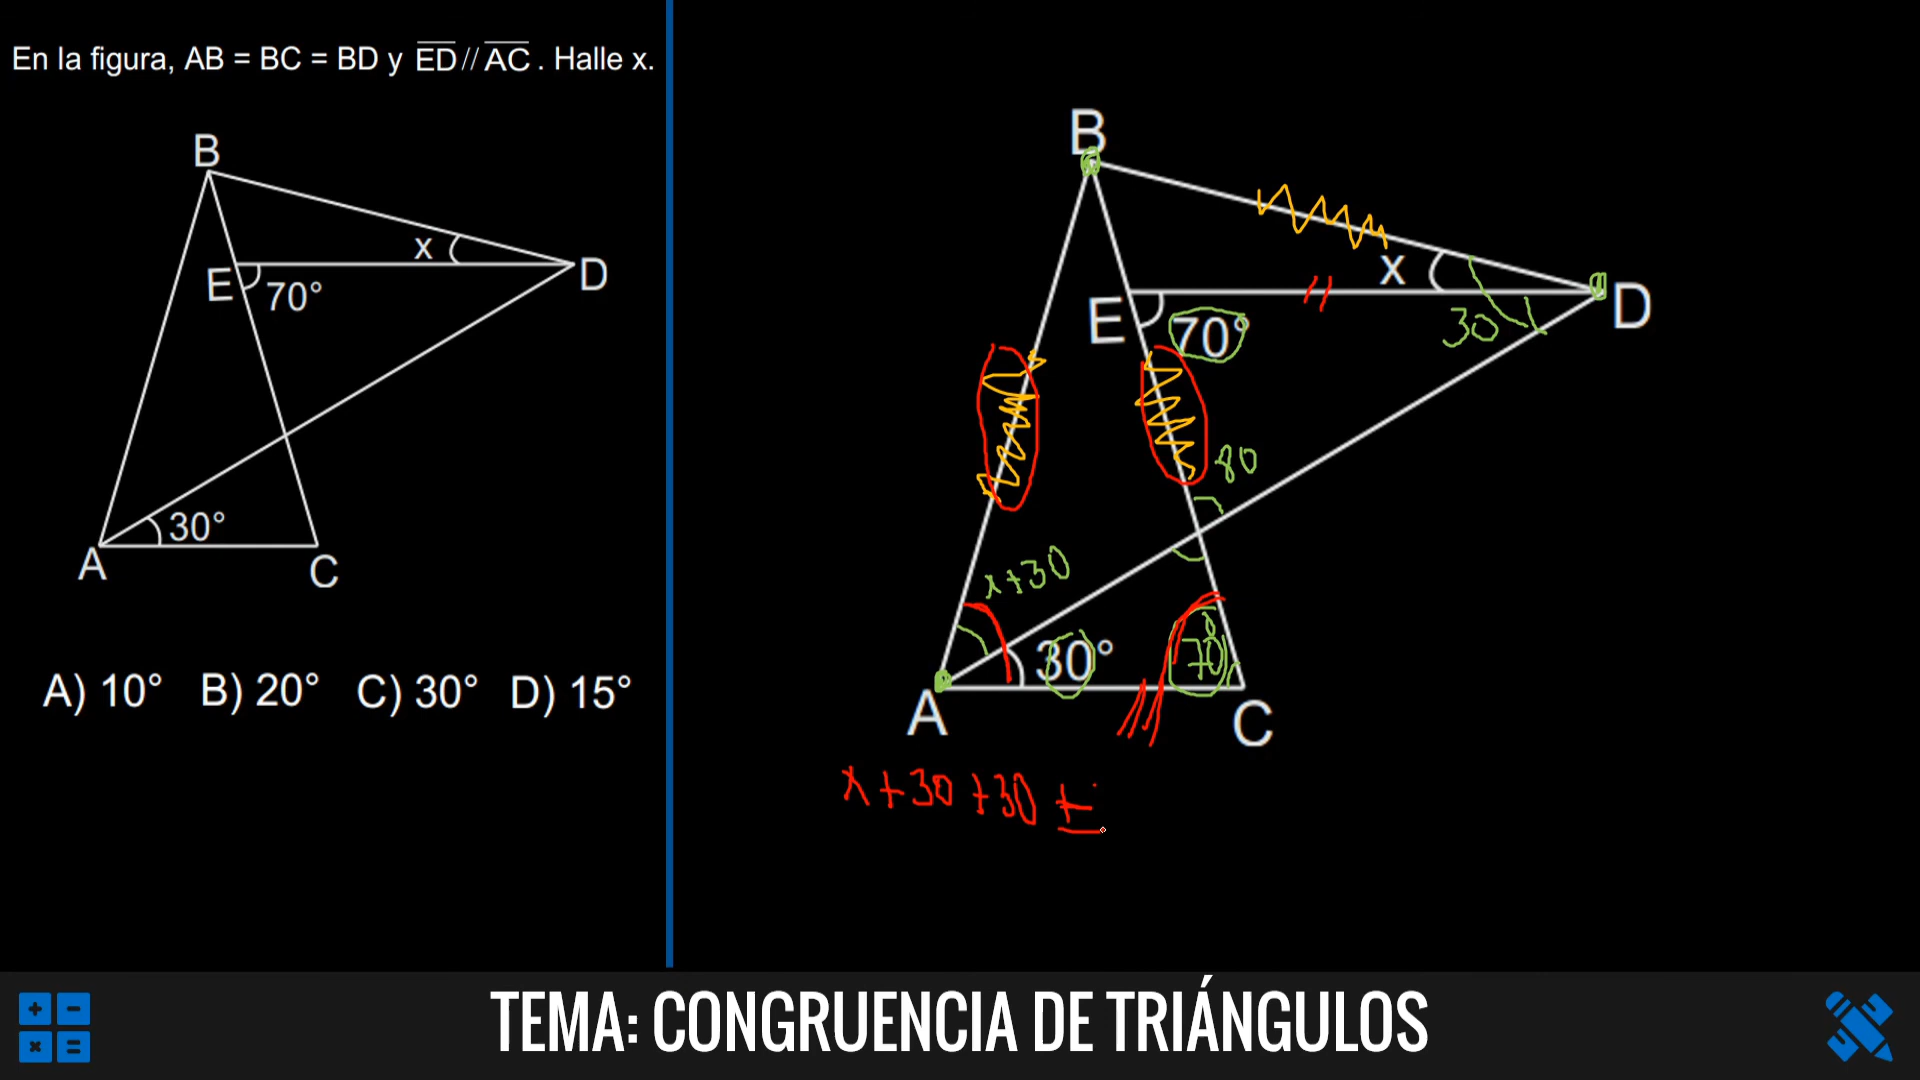 En la figura, AB = BC = BD y ED // AC . Halle x.
B
x
E
70°
D
30°
A
C
A) 10° B) 20° C) 30° D) 15°
B
x
E
70°
30
D
80
x+30
30°
70
A
C
x+30+30 =
TEMA: CONGRUENCIA DE TRIÁNGULOS